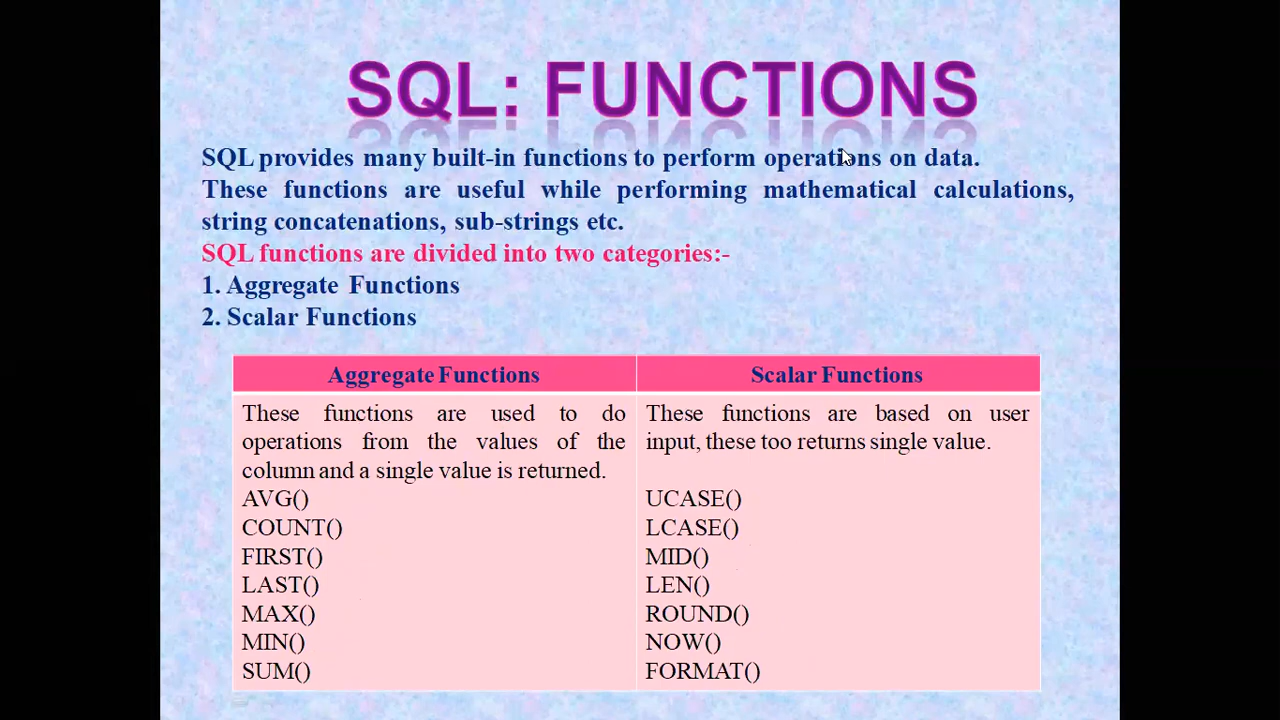 SQL: FUNCTIONS
SQL provides many built-in functions to perform operations on data.
These functions are useful while performing mathematical calculations,
string concatenations, sub-strings etc.
SQL functions are divided into two categories:-
1. Aggregate Functions
2. Scalar Functions
Aggregate Functions
These functions are used to do
operations from the values of the
column and a single value is returned.
AVG()
COUNT()
FIRST()
LAST()
MAX()
MIN()
SUM()
Scalar Functions
These functions are based on user
input, these too returns single value.
UCASE()
LCASE()
MID()
LEN()
ROUND()
NOW()
FORMAT()